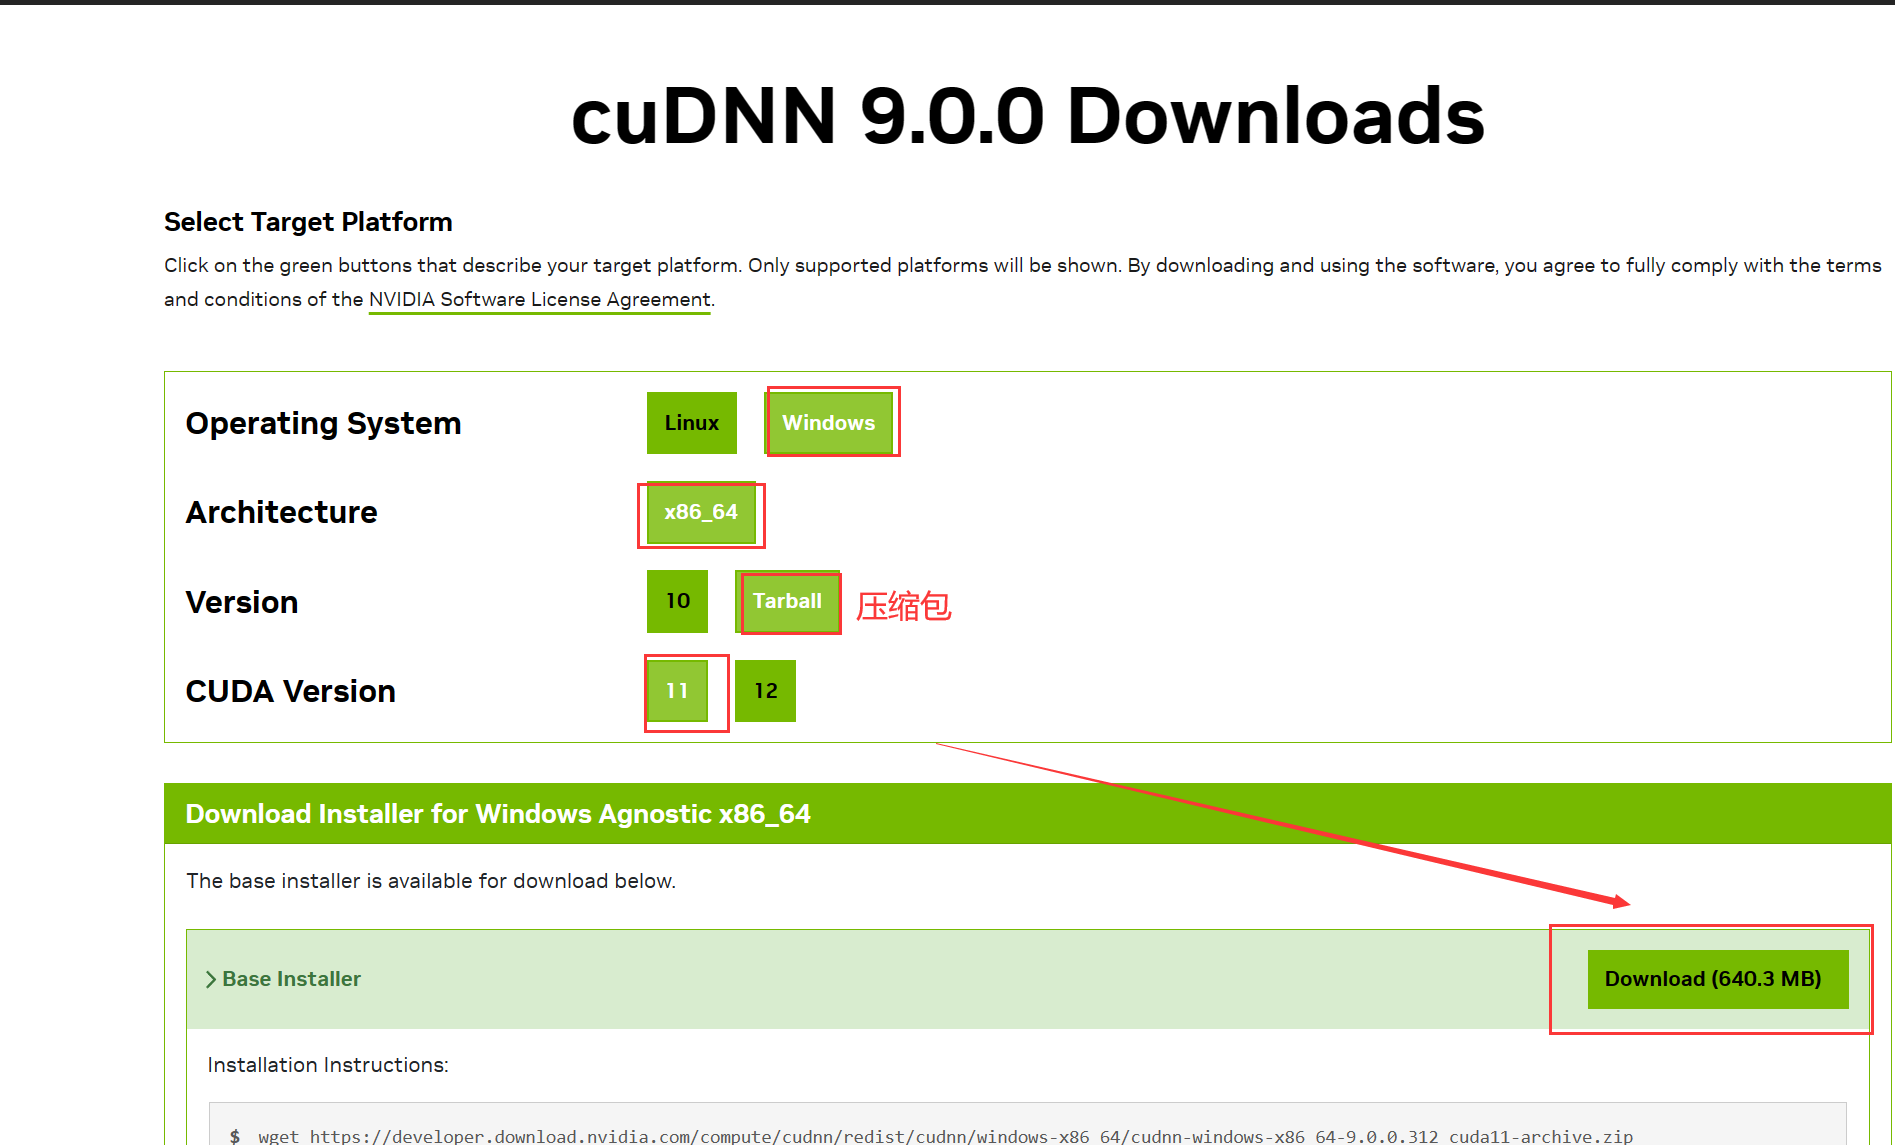 cuDNN 9.0.0 Downloads
Select Target Platform
Click on the green buttons that describe your target platform. Only supported platforms will be shown. By downloading and using the software, you agree to fully comply with the terms
and conditions of the NVIDIA Software License Agreement.
Operating System Linux Windows
Architecture x86_64
Version 10 Tarball 压缩包
CUDA Version 11 12
Download Installer for Windows Agnostic x86_64
The base installer is available for download below.
Base Installer Download (640.3 MB)
Installation Instructions:
$ wget https://developer.download.nvidia.com/compute/cudnn/redist/cudnn/windows-x86_64/cudnn-windows-x86_64-9.0.0.312_cuda11-archive.zip